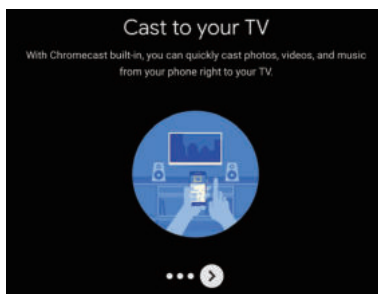 Cast to your TV
With Chromecast built-in, you can quickly cast photos, videos, and music
from your phone right to your TV.